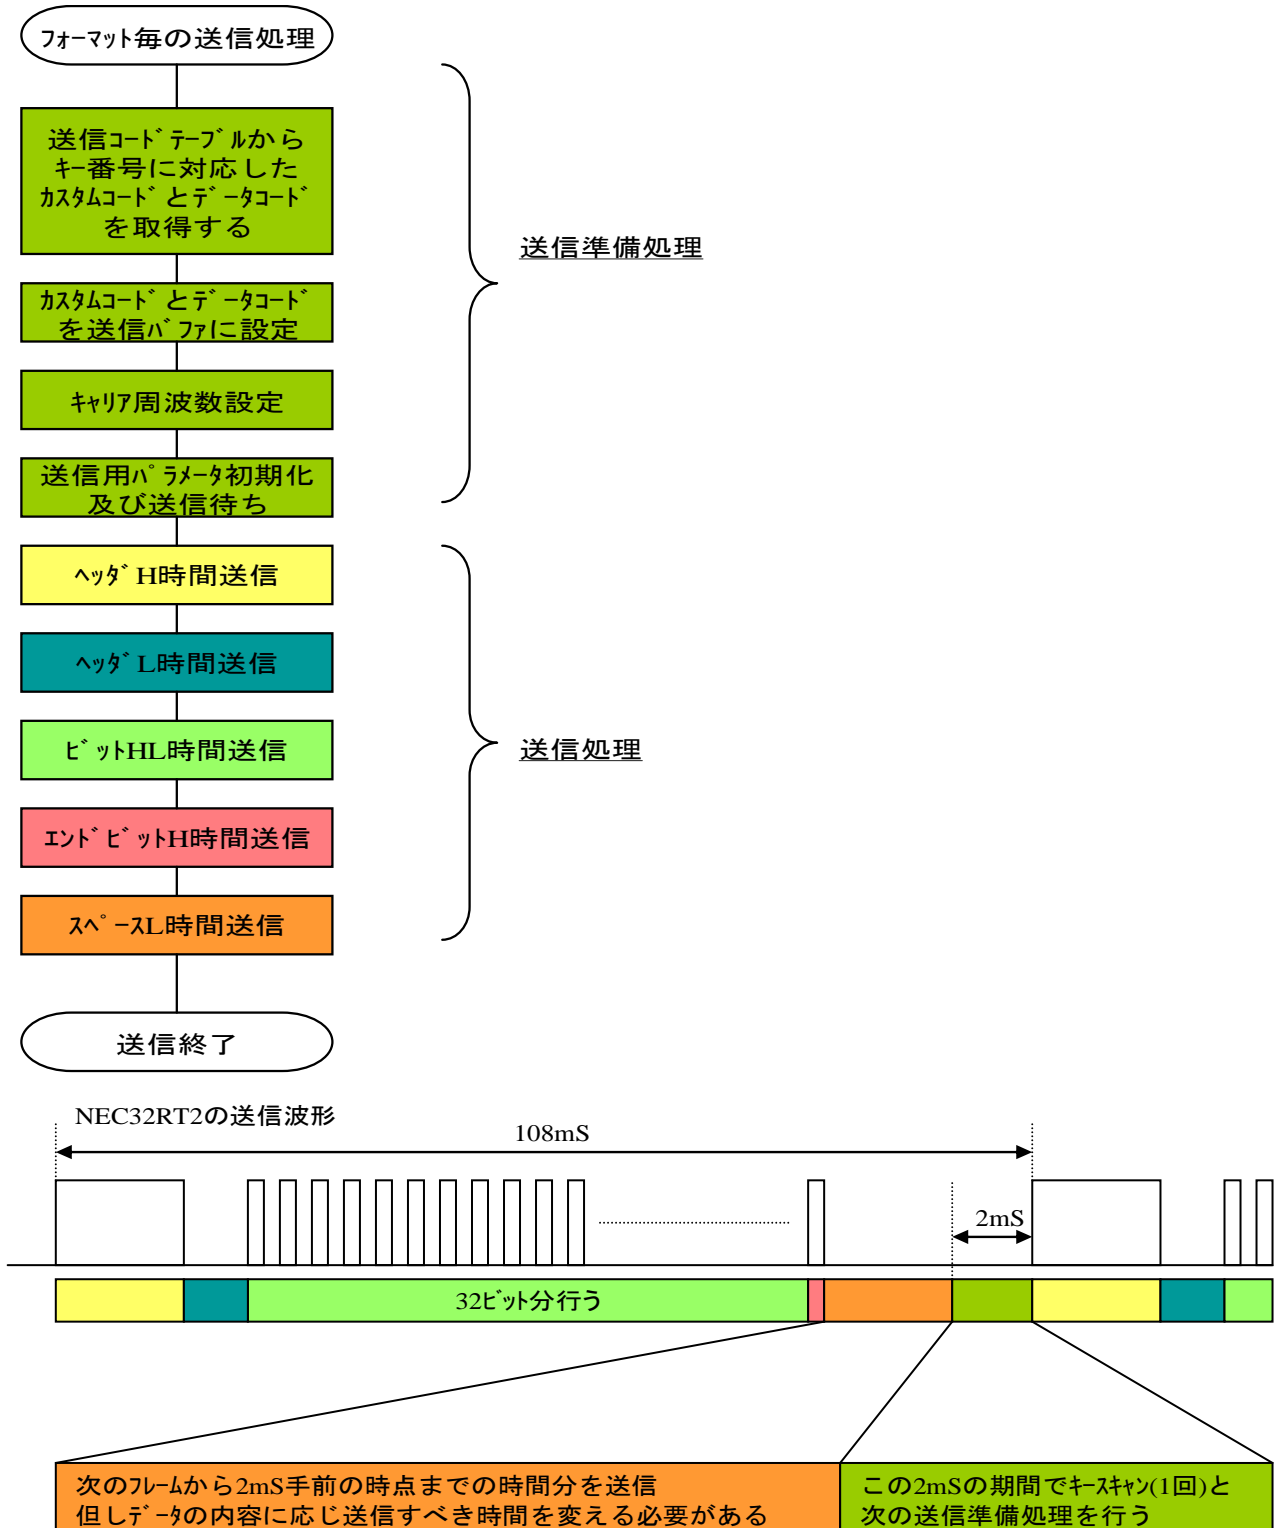 ﾌｫｰﾏｯﾄ毎の送信処理
送信ｺｰﾄﾞﾃｰﾌﾞﾙから
ｷｰ番号に対応した
ｶｽﾀﾑｺｰﾄﾞとﾃﾞｰﾀｺｰﾄﾞ
を取得する
送信準備処理
ｶｽﾀﾑｺｰﾄﾞとﾃﾞｰﾀｺｰﾄﾞ
を送信ﾊﾞﾌｧに設定
ｷｬﾘｱ周波数設定
送信用ﾊﾟﾗﾒｰﾀ初期化
及び送信待ち
ﾍｯﾀﾞH時間送信
ﾍｯﾀﾞL時間送信
ﾋﾞｯﾄHL時間送信
送信処理
ｴﾝﾄﾞﾋﾞｯﾄH時間送信
ｽﾍﾟｰｽL時間送信
送信終了
NEC32RT2の送信波形
108mS
2mS
32ﾋﾞｯﾄ分行う
次のﾌﾚｰﾑから2mS手前の時点までの時間分を送信
但しﾃﾞｰﾀの内容に応じ送信すべき時間を変える必要がある
この2mSの期間でｷｰｽｷｬﾝ(1回)と
次の送信準備処理を行う